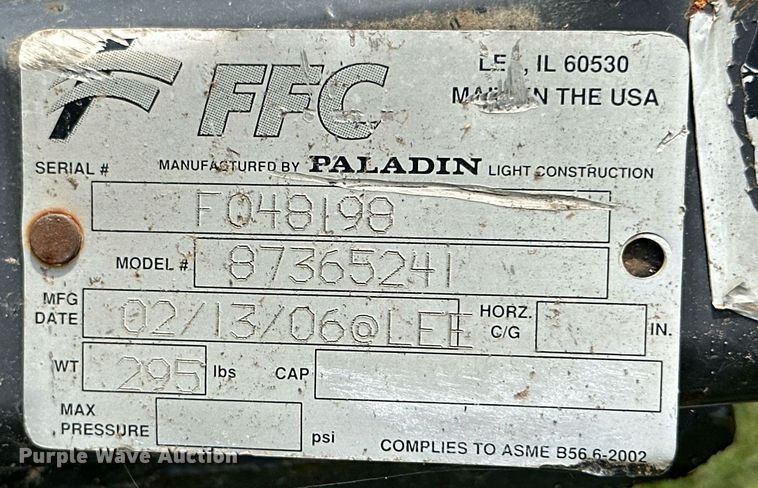 FFC
LEE, IL 60530
MADE IN THE USA
SERIAL # MANUFACTURED BY PALADIN LIGHT CONSTRUCTION
F048198
MODEL # 87365241
MFG DATE 02/13/06@LEE HORZ. C/G IN.
WT 295 lbs CAP
MAX PRESSURE psi
COMPLIES TO ASME B56.6-2002
Purple Wave Auction